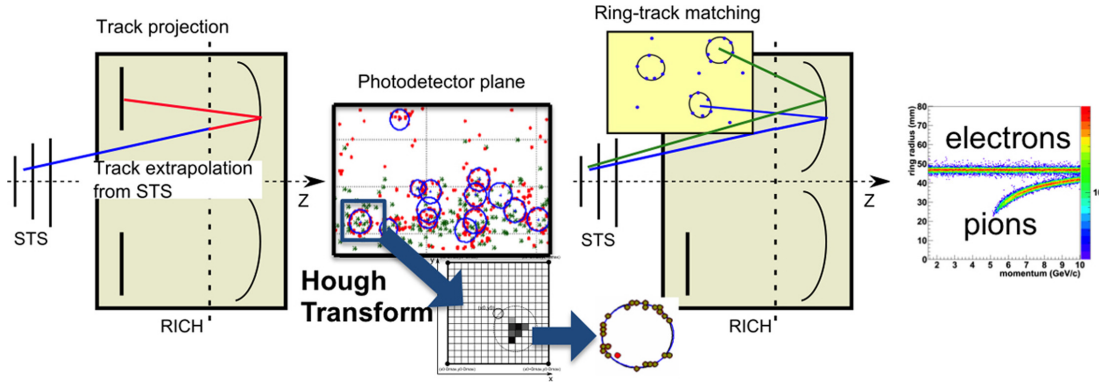 Track projection
Track extrapolation
from STS
STS
Z
RICH
Photodetector plane
Hough
Transform
y
x
Ring-track matching
STS
Z
RICH
ring radius (mm)
80
70
60
50
40
30
20
10
0
electrons
pions
2 3 4 5 6 7 8 9 10
momentum (GeV/c)
10